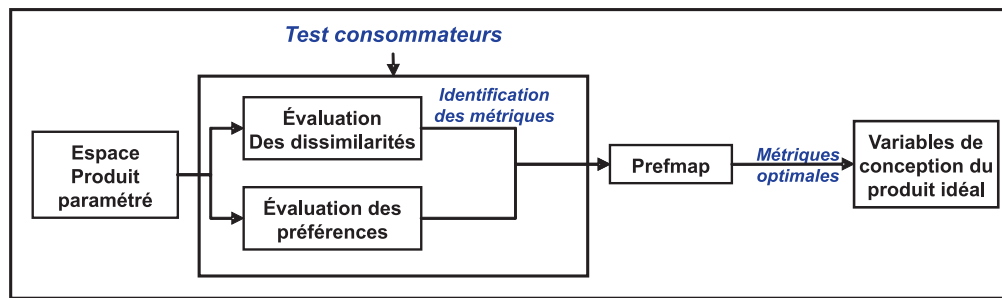 Test consommateurs
Identification
des métriques
Évaluation
Des dissimilarités
Espace
Produit
paramétré
Évaluation des
préférences
Prefmap
Métriques
optimales
Variables de
conception du
produit idéal